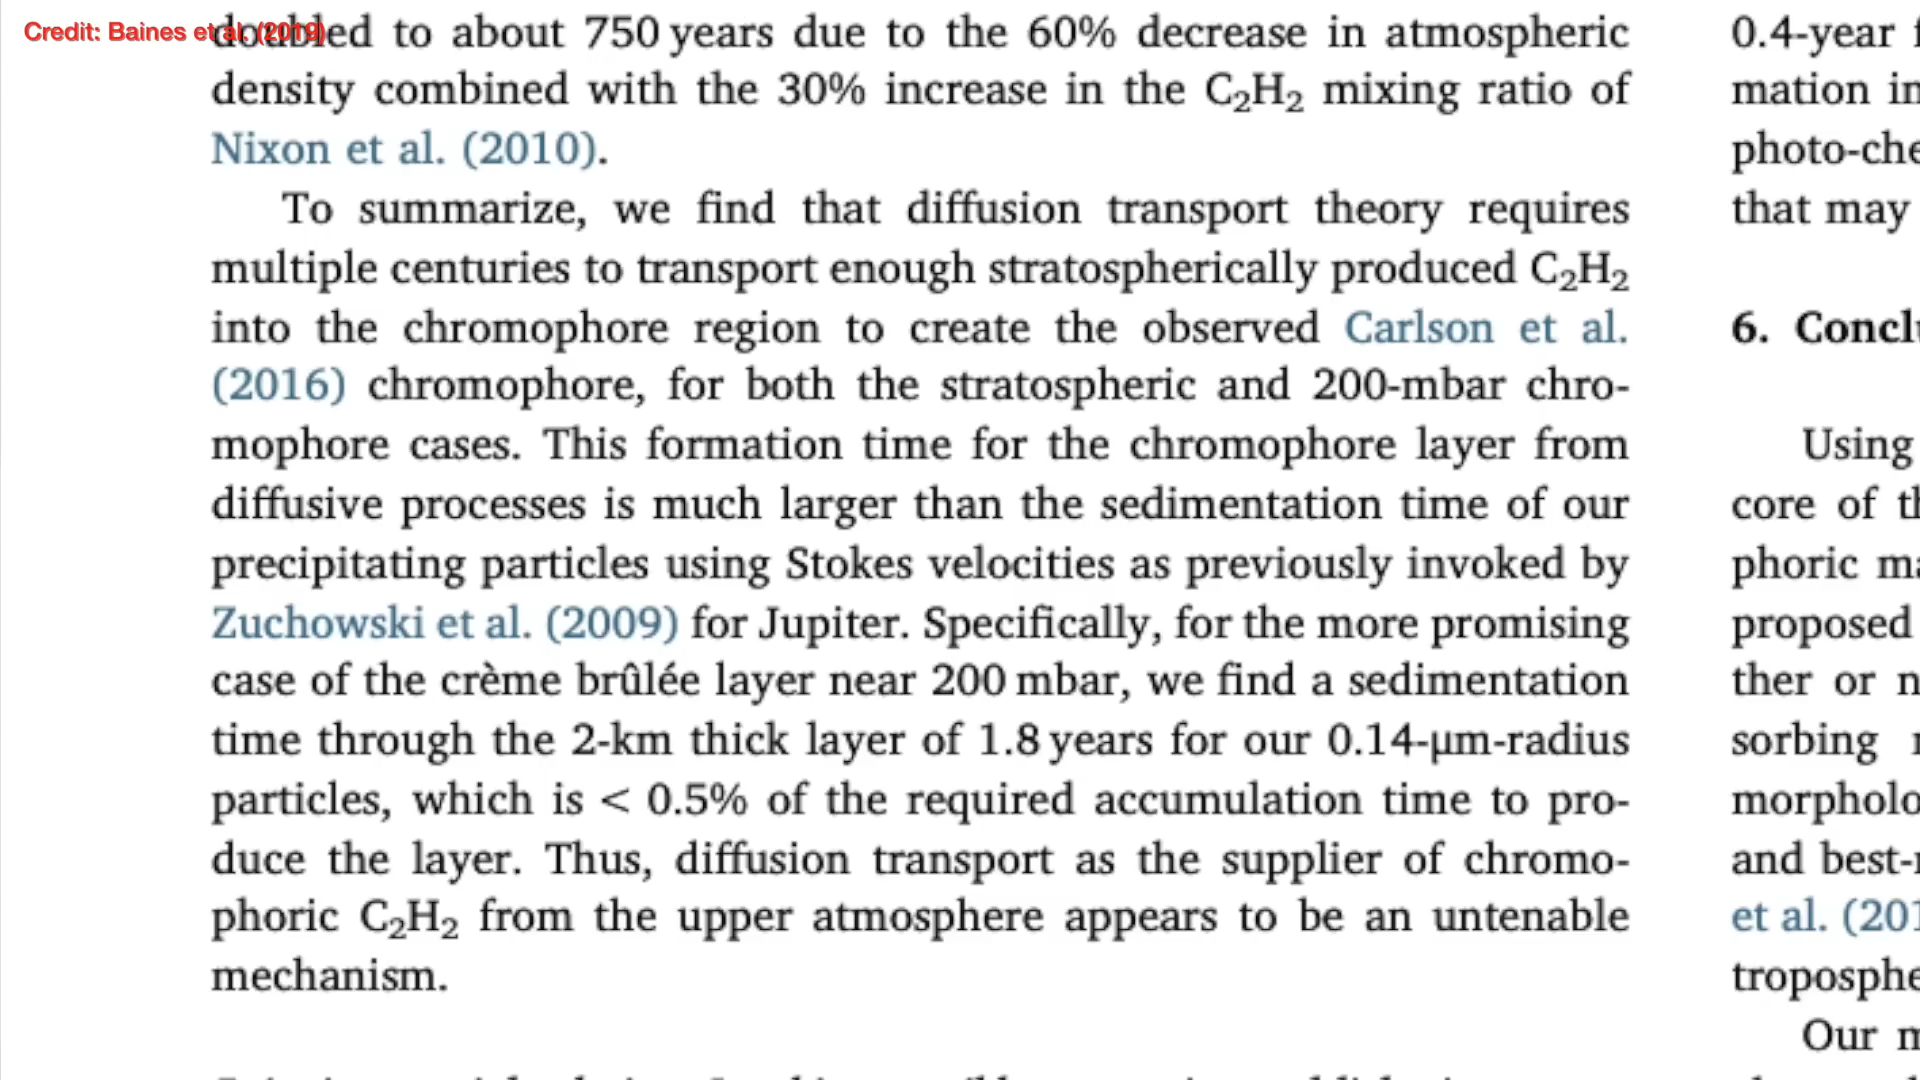 Credit: Baines et al. (2019)
doubled to about 750 years due to the 60% decrease in atmospheric
density combined with the 30% increase in the C₂H₂ mixing ratio of
Nixon et al. (2010).
To summarize, we find that diffusion transport theory requires
multiple centuries to transport enough stratospherically produced C₂H₂
into the chromophore region to create the observed Carlson et al.
(2016) chromophore, for both the stratospheric and 200-mbar chro-
mophore cases. This formation time for the chromophore layer from
diffusive processes is much larger than the sedimentation time of our
precipitating particles using Stokes velocities as previously invoked by
Zuchowski et al. (2009) for Jupiter. Specifically, for the more promising
case of the crème brûlée layer near 200 mbar, we find a sedimentation
time through the 2-km thick layer of 1.8 years for our 0.14-μm-radius
particles, which is < 0.5% of the required accumulation time to pro-
duce the layer. Thus, diffusion transport as the supplier of chromo-
phoric C₂H₂ from the upper atmosphere appears to be an untenable
mechanism.
0.4-year
mation in
photo-che
that may
6. Concl
Using
core of
phoric ma
proposed
ther or n
sorbing
morpholo
and best-
et al. (201
troposphe
Our